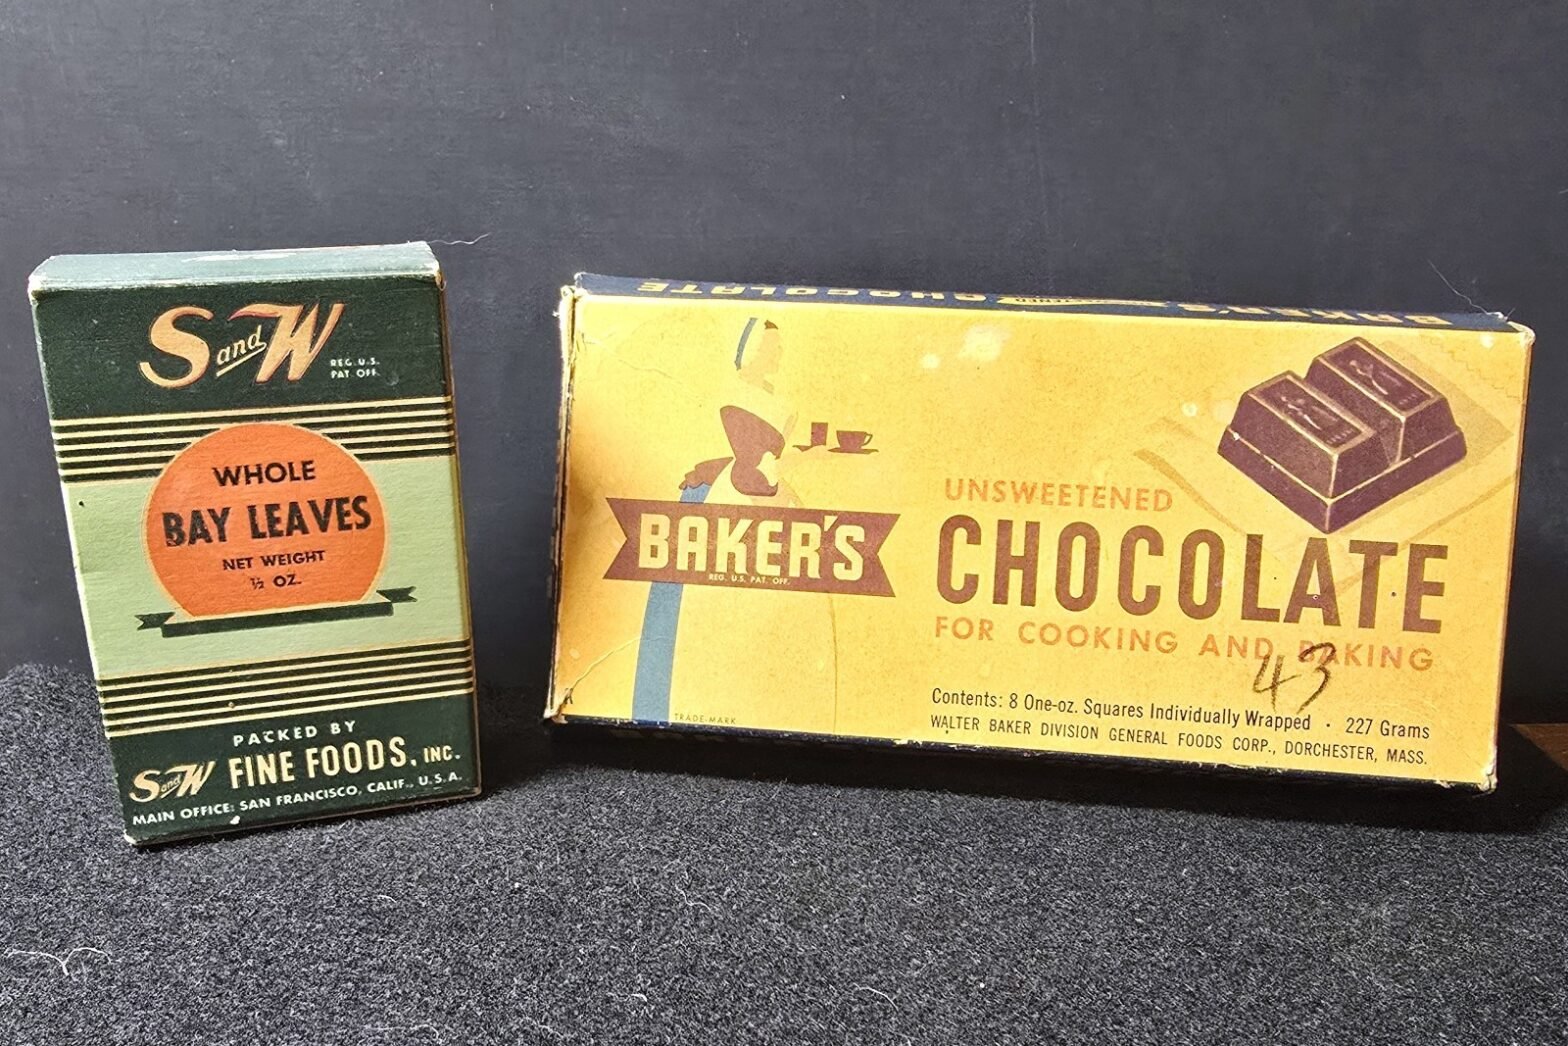 S and W
REG. U.S.
PAT. OFF.
WHOLE
BAY LEAVES
NET WEIGHT
½ OZ.
PACKED BY
S and W FINE FOODS, INC.
MAIN OFFICE, SAN FRANCISCO, CALIF., U.S.A.
BAKER'S CHOCOLATE
BAKER'S
REG. U.S. PAT. OFF.
TRADE-MARK
UNSWEETENED
CHOCOLATE
FOR COOKING AND BAKING
43
Contents: 8 One-oz. Squares Individually Wrapped · 227 Grams
WALTER BAKER DIVISION GENERAL FOODS CORP., DORCHESTER, MASS.